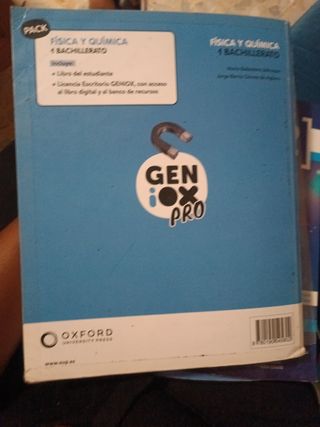 PACK
FÍSICA Y QUÍMICA
1 BACHILLERATO
Incluye:
• Libro del estudiante
• Licencia Escritorio GENiOX, con acceso
al libro digital y al banco de recursos
FÍSICA Y QUÍMICA
1 BACHILLERATO
GEN
iOX
PRO
OXFORD
UNIVERSITY PRESS
www.oup.es